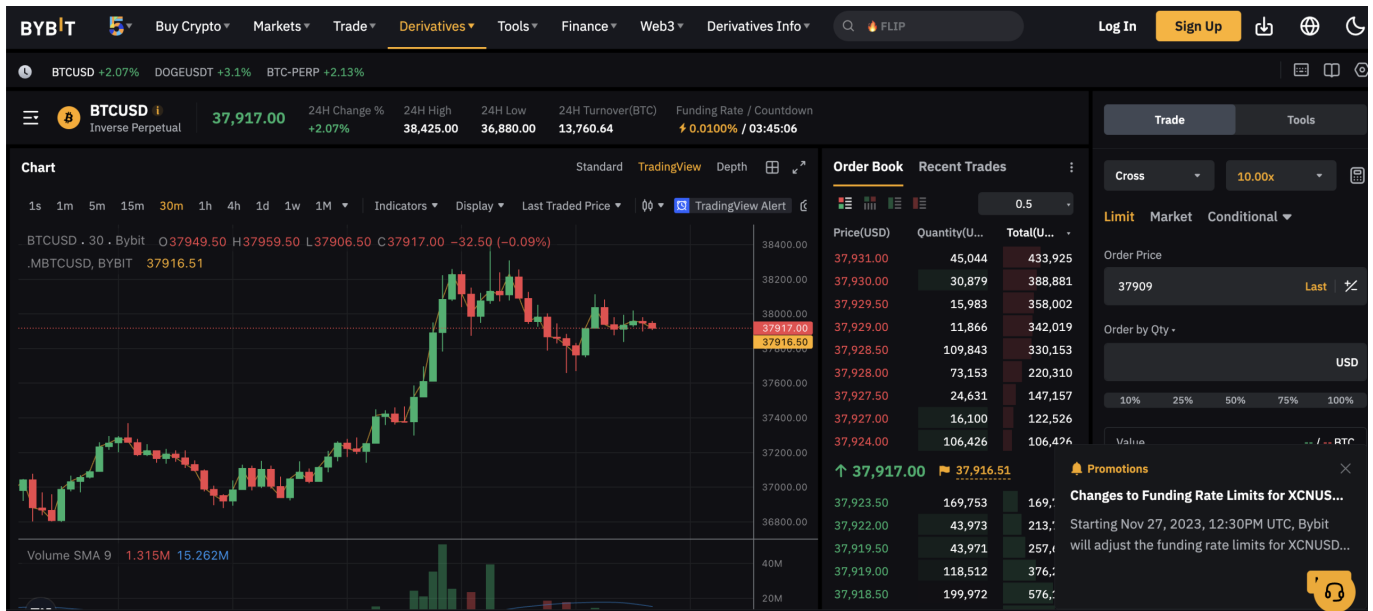 BYBIT Buy Crypto Markets Trade Derivatives Tools Finance Web3 Derivatives Info FLIP Log In Sign Up
BTCUSD +2.07% DOGEUSDT +3.1% BTC-PERP +2.13%
BTCUSD
Inverse Perpetual
37,917.00
24H Change %
+2.07%
24H High
38,425.00
24H Low
36,880.00
24H Turnover(BTC)
13,760.64
Funding Rate / Countdown
0.0100% / 03:45:06
Chart
Standard TradingView Depth
1s 1m 5m 15m 30m 1h 4h 1d 1w 1M Indicators Display Last Traded Price TradingView Alert
BTCUSD . 30 . Bybit O37949.50 H37959.50 L37906.50 C37917.00 −32.50 (−0.09%)
.MBTCUSD, BYBIT 37916.51
38400.00
38200.00
38000.00
37917.00
37916.50
37800.00
37600.00
37400.00
37200.00
37000.00
36800.00
Volume SMA 9 1.315M 15.262M
40M
20M
Order Book Recent Trades
0.5
Price(USD) Quantity(U... Total(U...
37,931.00 45,044 433,925
37,930.00 30,879 388,881
37,929.50 15,983 358,002
37,929.00 11,866 342,019
37,928.50 109,843 330,153
37,928.00 73,153 220,310
37,927.50 24,631 147,157
37,927.00 16,100 122,526
37,924.00 106,426 106,426
37,917.00 37,916.51
37,923.50 169,753 169,
37,922.00 43,973 213,
37,919.50 43,971 257,
37,919.00 118,512 376,
37,918.50 199,972 576,
Trade Tools
Cross 10.00x
Limit Market Conditional
Order Price
37909 Last
Order by Qty
USD
10% 25% 50% 75% 100%
Value -- / -- BTC
Promotions
Changes to Funding Rate Limits for XCNUS...
Starting Nov 27, 2023, 12:30PM UTC, Bybit
will adjust the funding rate limits for XCNUSD...